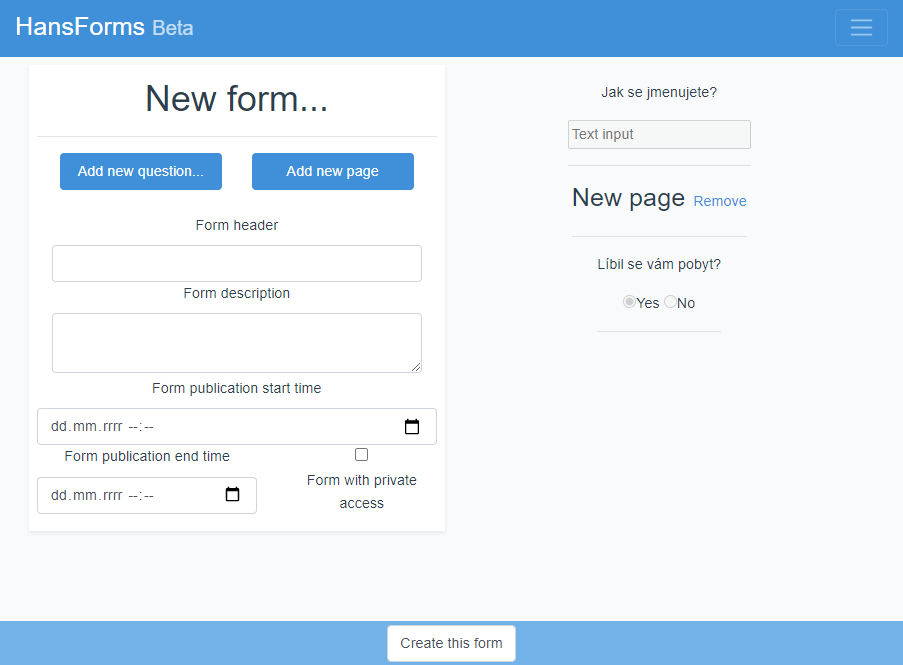 HansForms Beta
New form...
Add new question...
Add new page
Form header
Form description
Form publication start time
dd.mm.rrrr --:--
Form publication end time
dd.mm.rrrr --:--
Form with private
access
Jak se jmenujete?
Text input
New page Remove
Líbil se vám pobyt?
Yes No
Create this form